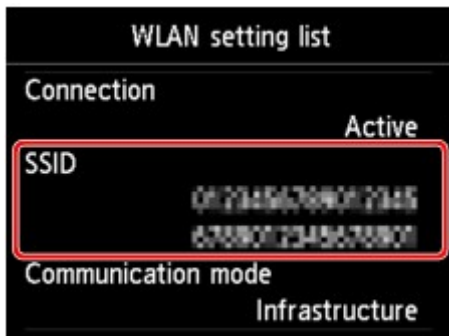 WLAN setting list
Connection
Active
SSID
Communication mode
Infrastructure